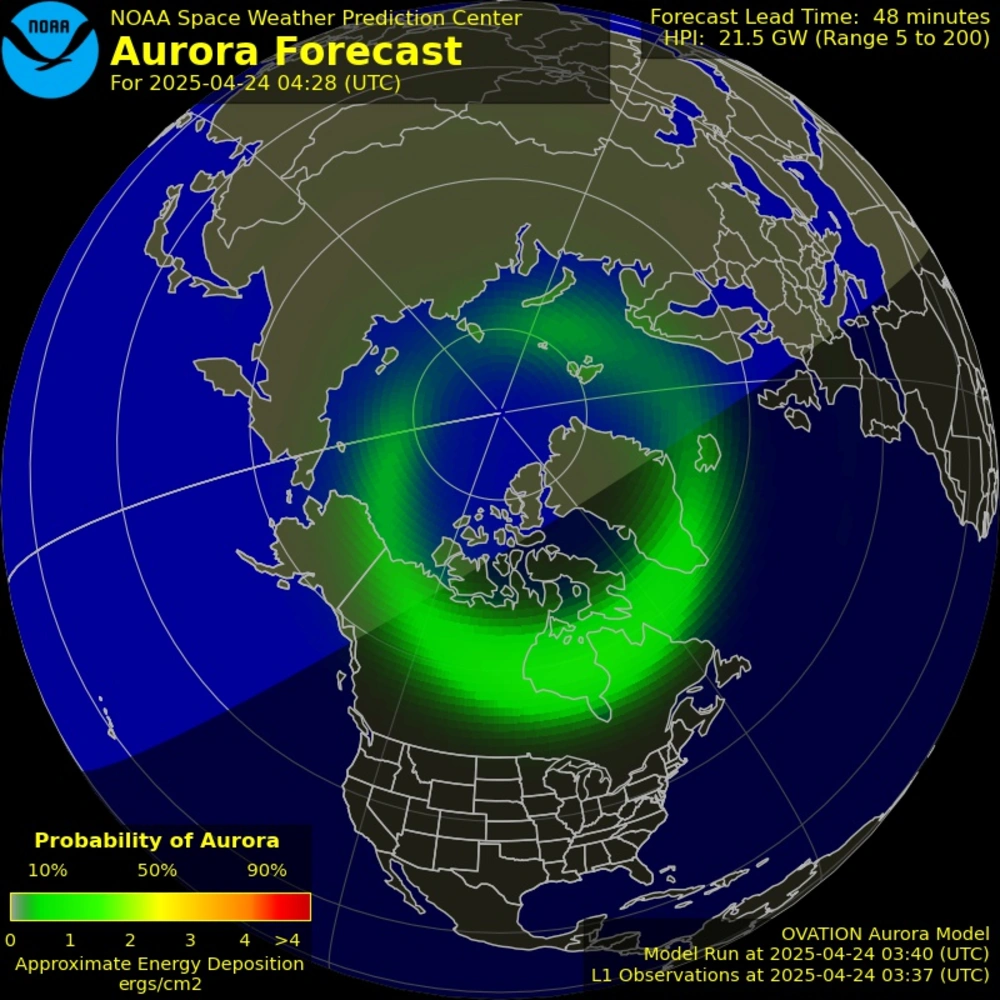 NOAA
NOAA Space Weather Prediction Center
Aurora Forecast
For 2025-04-24 04:28 (UTC)
Forecast Lead Time: 48 minutes
HPI: 21.5 GW (Range 5 to 200)
Probability of Aurora
10% 50% 90%
0 1 2 3 4 >4
Approximate Energy Deposition
ergs/cm2
OVATION Aurora Model
Model Run at 2025-04-24 03:40 (UTC)
L1 Observations at 2025-04-24 03:37 (UTC)